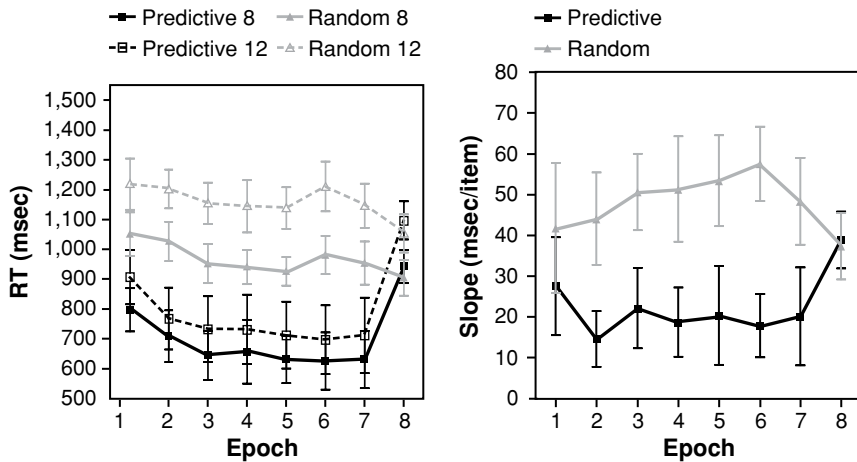 Predictive 8 Random 8
Predictive 12 Random 12
Predictive
Random
1,500
1,400
1,300
1,200
1,100
1,000
900
800
700
600
500
RT (msec)
1 2 3 4 5 6 7 8
Epoch
80
70
60
50
40
30
20
10
0
Slope (msec/item)
1 2 3 4 5 6 7 8
Epoch